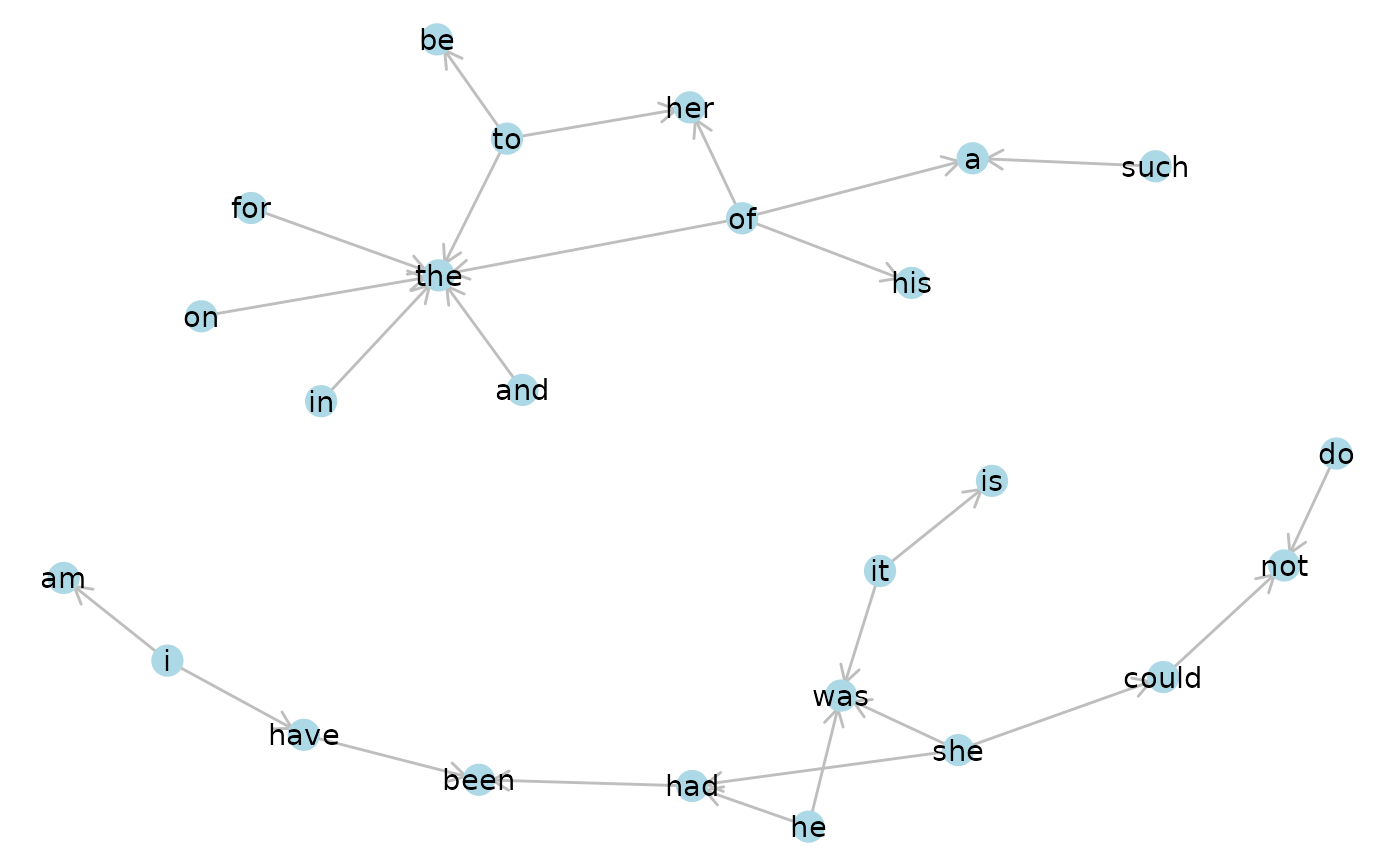 be
her
to
a
such
for
of
the
his
on
and
in
do
is
not
it
am
i
could
was
have
she
been
had
he